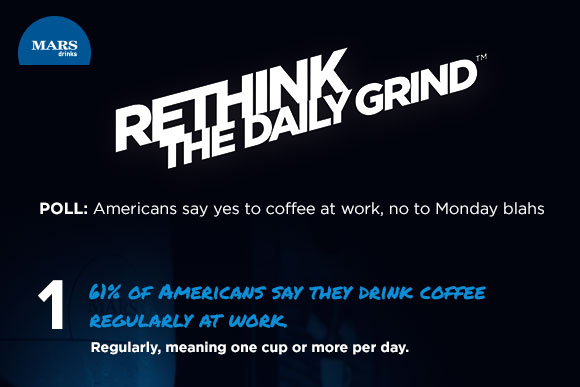 MARS
drinks
RETHINK
THE DAILY GRIND™
POLL: Americans say yes to coffee at work, no to Monday blahs
1
61% OF AMERICANS SAY THEY DRINK COFFEE
REGULARLY AT WORK.
Regularly, meaning one cup or more per day.